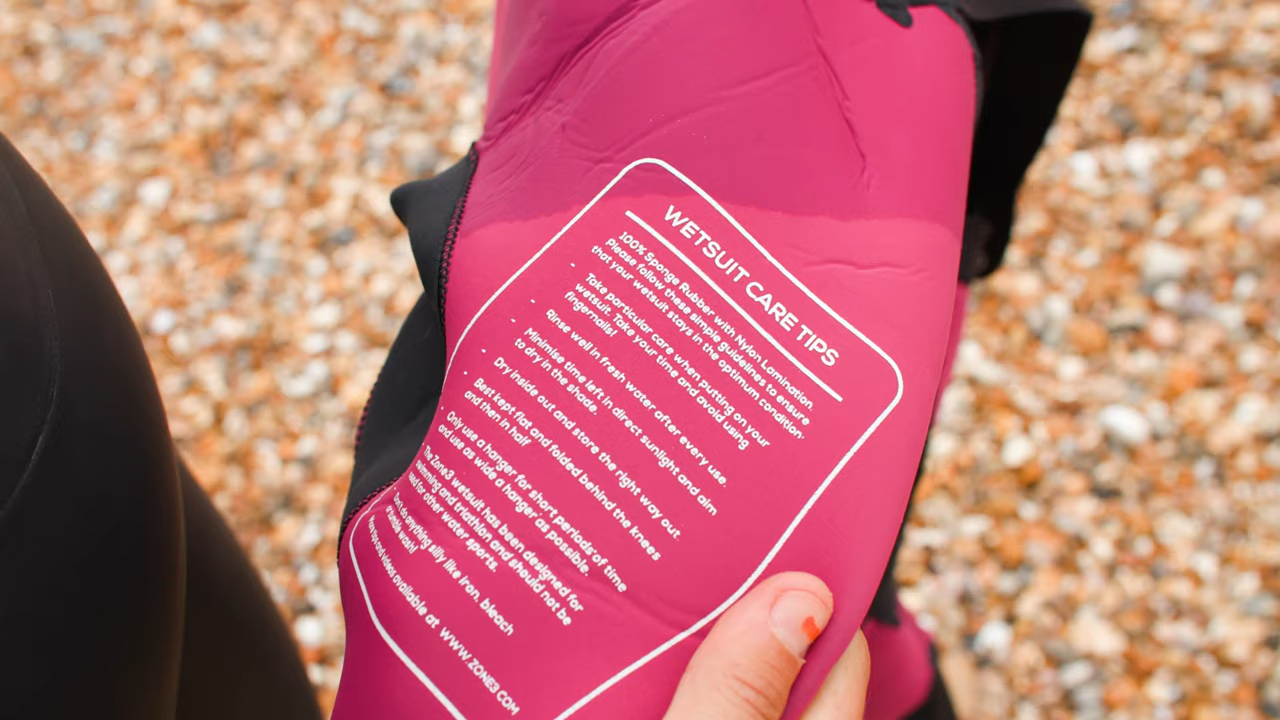 WETSUIT CARE TIPS
100% Sponge Rubber with Nylon Lamination.
Please follow these simple guidelines to ensure
that your wetsuit stays in the optimum condition.
- Take particular care when putting on your
wetsuit. Take your time and avoid using
fingernails!
- Rinse well in fresh water after every use.
- Minimise time left in direct sunlight and aim
to dry in the shade.
- Dry inside out and store the right way out
- Best kept flat and folded behind the knees
and then in half
- Only use a hanger for short periods of time
and use as wide a hanger as possible.
The Zone3 wetsuit has been designed for
swimming and triathlon and should not be
used for other water sports.
Don't do anything silly like iron, bleach
wash!
and videos available at WWW.ZONE3.COM